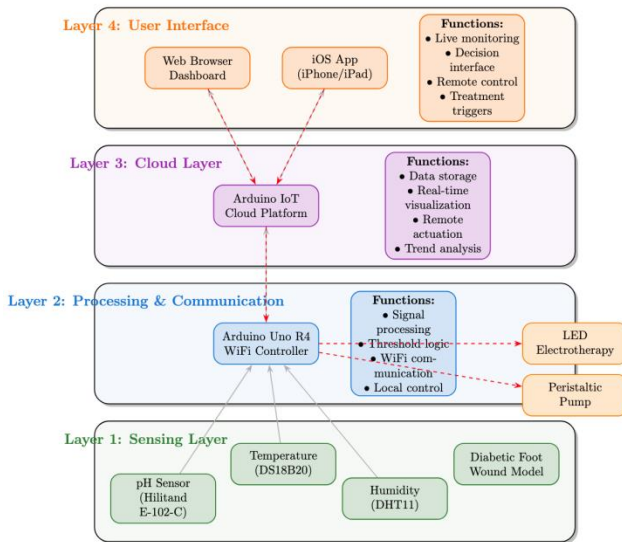 Layer 4: User Interface
Web Browser
Dashboard
iOS App
(iPhone/iPad)
Functions:
● Live monitoring
● Decision
interface
● Remote control
● Treatment
triggers
Layer 3: Cloud Layer
Arduino IoT
Cloud Platform
Functions:
● Data storage
● Real-time
visualization
● Remote
actuation
● Trend analysis
Layer 2: Processing & Communication
Arduino Uno R4
WiFi Controller
Functions:
● Signal
processing
● Threshold logic
● WiFi com-
munication
● Local control
LED
Electrotherapy
Peristaltic
Pump
Layer 1: Sensing Layer
pH Sensor
(Hilitand
E-102-C)
Temperature
(DS18B20)
Humidity
(DHT11)
Diabetic Foot
Wound Model